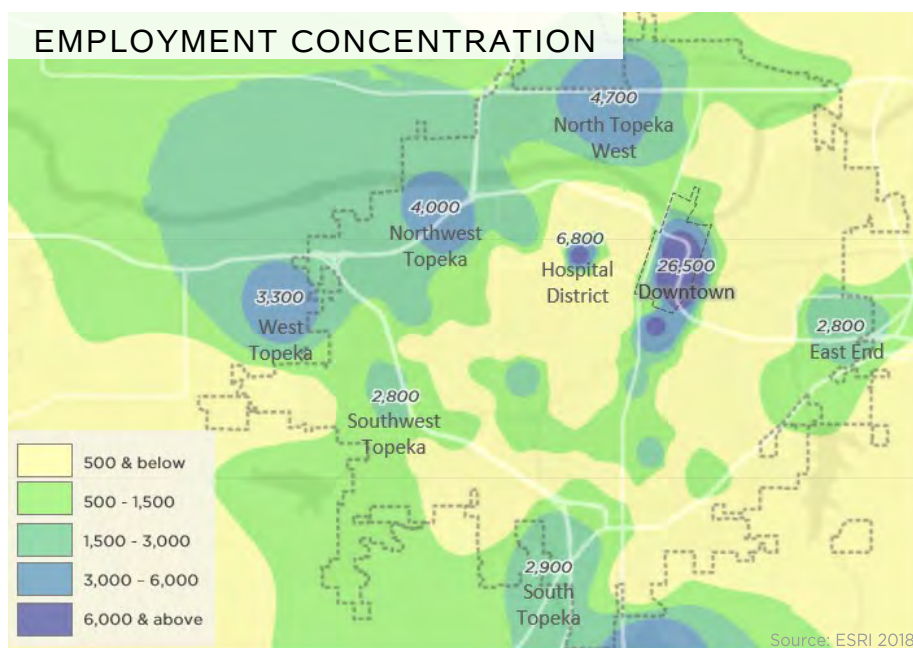 EMPLOYMENT CONCENTRATION
4,700
North Topeka
West
4,000
Northwest
Topeka
6,800
Hospital
District
26,500
Downtown
3,300
West
Topeka
2,800
East End
2,800
Southwest
Topeka
2,900
South
Topeka
500 & below
500 - 1,500
1,500 - 3,000
3,000 – 6,000
6,000 & above
Source: ESRI 2018